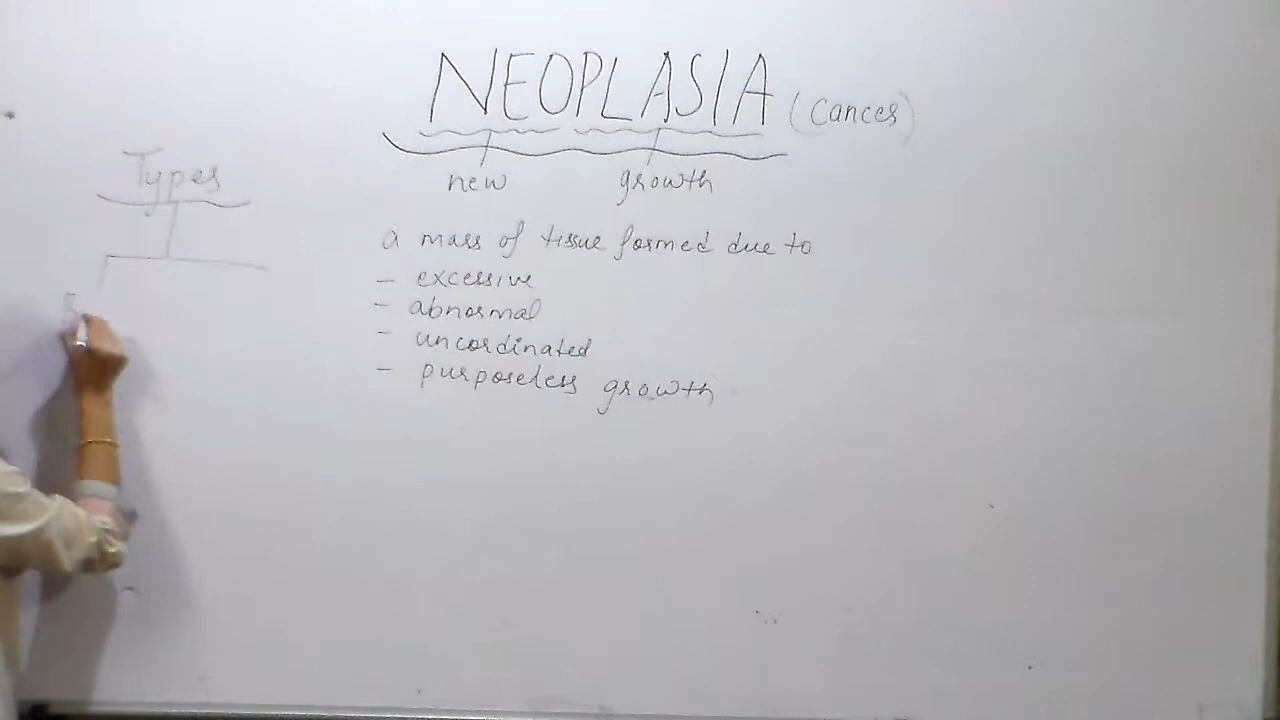 NEOPLASIA (Cancer)
new growth
Types
a mass of tissue formed due to
- excessive
- abnormal
- uncordinated
- purposeless growth